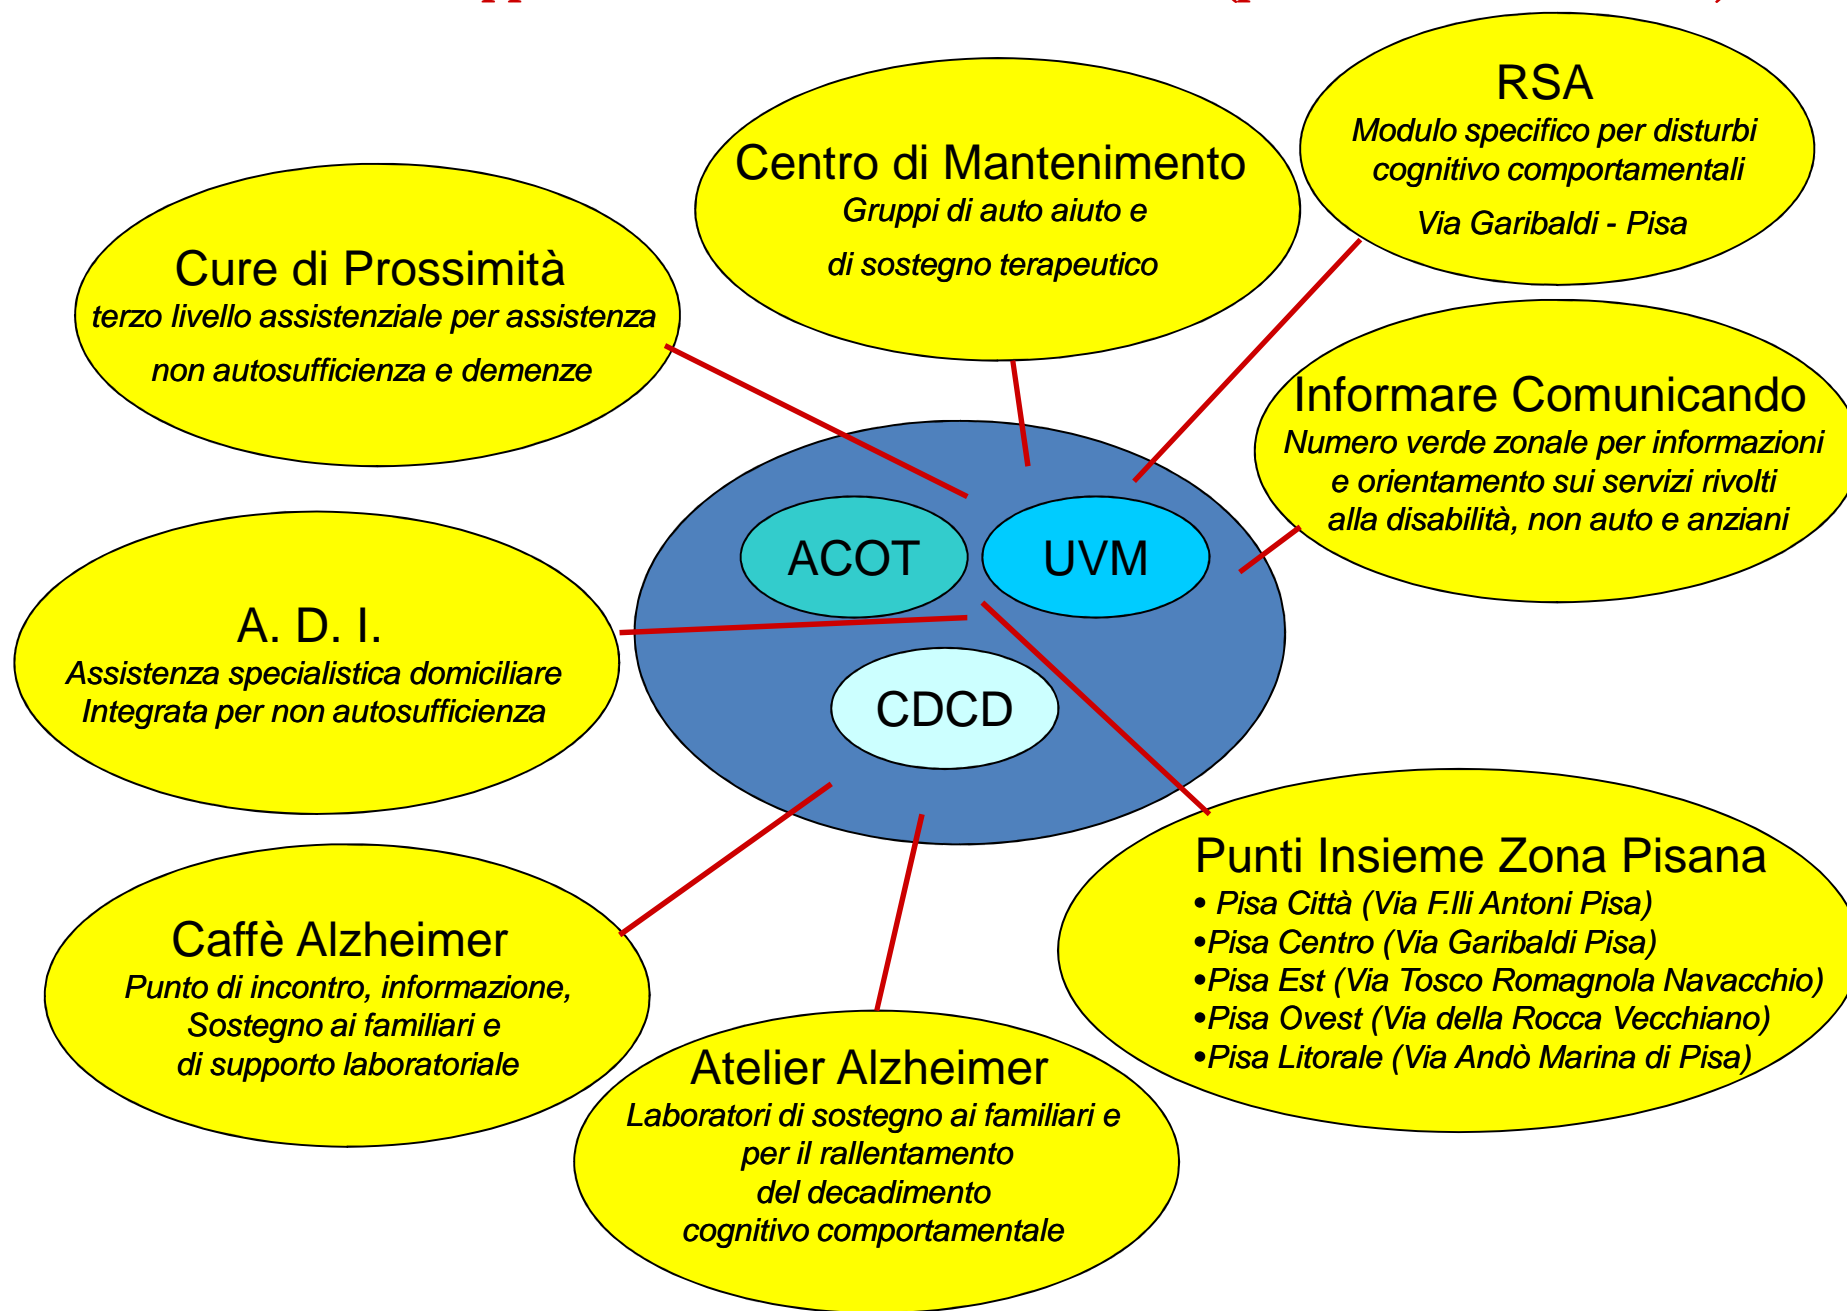 RSA
Modulo specifico per disturbi
cognitivo comportamentali
Via Garibaldi - Pisa
Centro di Mantenimento
Gruppi di auto aiuto e
di sostegno terapeutico
Cure di Prossimità
terzo livello assistenziale per assistenza
non autosufficienza e demenze
Informare Comunicando
Numero verde zonale per informazioni
e orientamento sui servizi rivolti
alla disabilità, non auto e anziani
ACOT
UVM
CDCD
A. D. I.
Assistenza specialistica domiciliare
Integrata per non autosufficienza
Punti Insieme Zona Pisana
• Pisa Città (Via F.lli Antoni Pisa)
•Pisa Centro (Via Garibaldi Pisa)
•Pisa Est (Via Tosco Romagnola Navacchio)
•Pisa Ovest (Via della Rocca Vecchiano)
•Pisa Litorale (Via Andò Marina di Pisa)
Caffè Alzheimer
Punto di incontro, informazione,
Sostegno ai familiari e
di supporto laboratoriale
Atelier Alzheimer
Laboratori di sostegno ai familiari e
per il rallentamento
del decadimento
cognitivo comportamentale